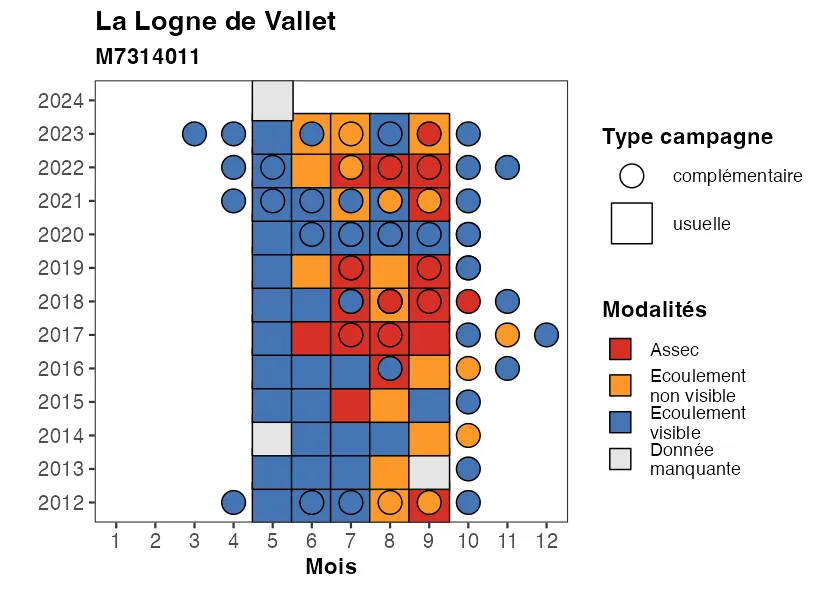 La Logne de Vallet
M7314011
2024
2023
2022
2021
2020
2019
2018
2017
2016
2015
2014
2013
2012
1 2 3 4 5 6 7 8 9 10 11 12
Mois
Type campagne
complémentaire
usuelle
Modalités
Assec
Ecoulement
non visible
Ecoulement
visible
Donnée
manquante